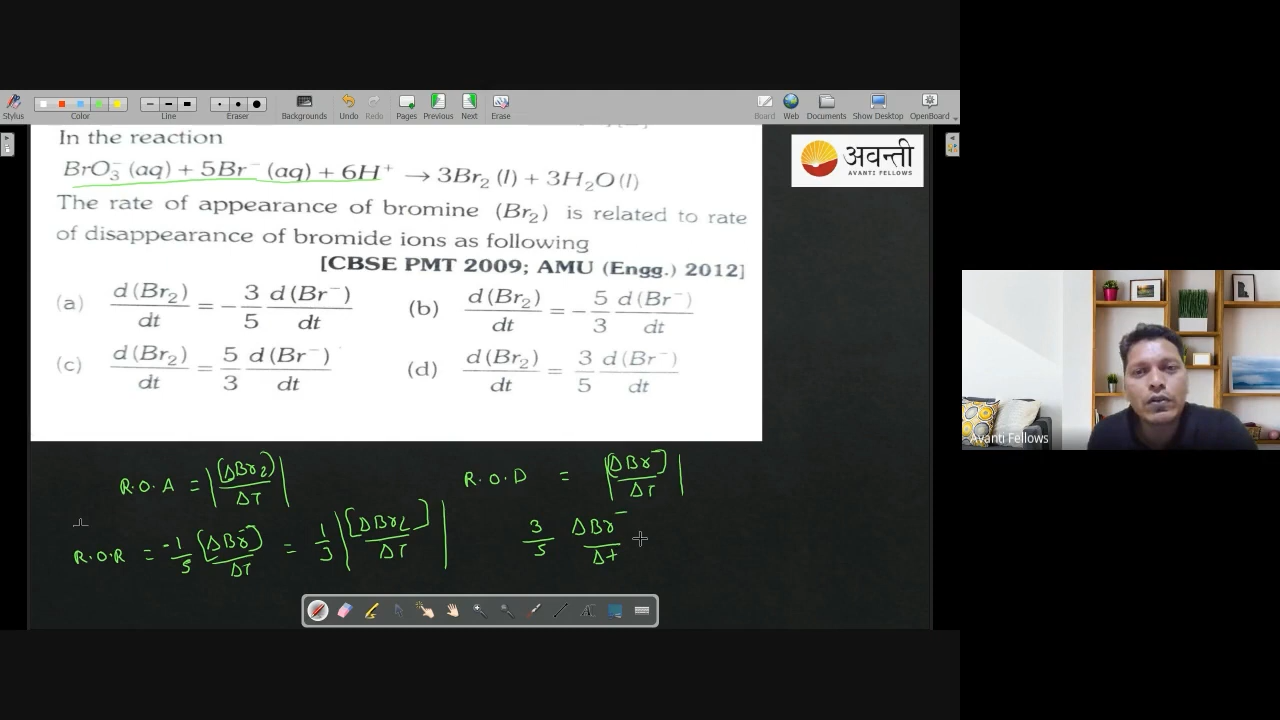 Stylus Color Line Eraser Backgrounds Undo Redo Pages Previous Next Erase Board Web Documents Show Desktop OpenBoard
In the reaction
BrO₃⁻ (aq) + 5Br⁻ (aq) + 6H⁺ → 3Br₂ (l) + 3H₂O (l)
The rate of appearance of bromine (Br₂) is related to rate
of disappearance of bromide ions as following
[CBSE PMT 2009; AMU (Engg.) 2012]
(a) d(Br₂)/dt = −3/5 d(Br⁻)/dt (b) d(Br₂)/dt = −5/3 d(Br⁻)/dt
(c) d(Br₂)/dt = 5/3 d(Br⁻)/dt (d) d(Br₂)/dt = 3/5 d(Br⁻)/dt
अवन्ती
AVANTI FELLOWS
Avanti Fellows
R.O.A = |(ΔBr₂)/ΔT| R.O.D = |(ΔBr⁻)/ΔT|
R.O.R = -1/5 (ΔBr⁻)/ΔT = 1/3 |[ΔBr₂]/ΔT| 3/5 ΔBr⁻/Δt